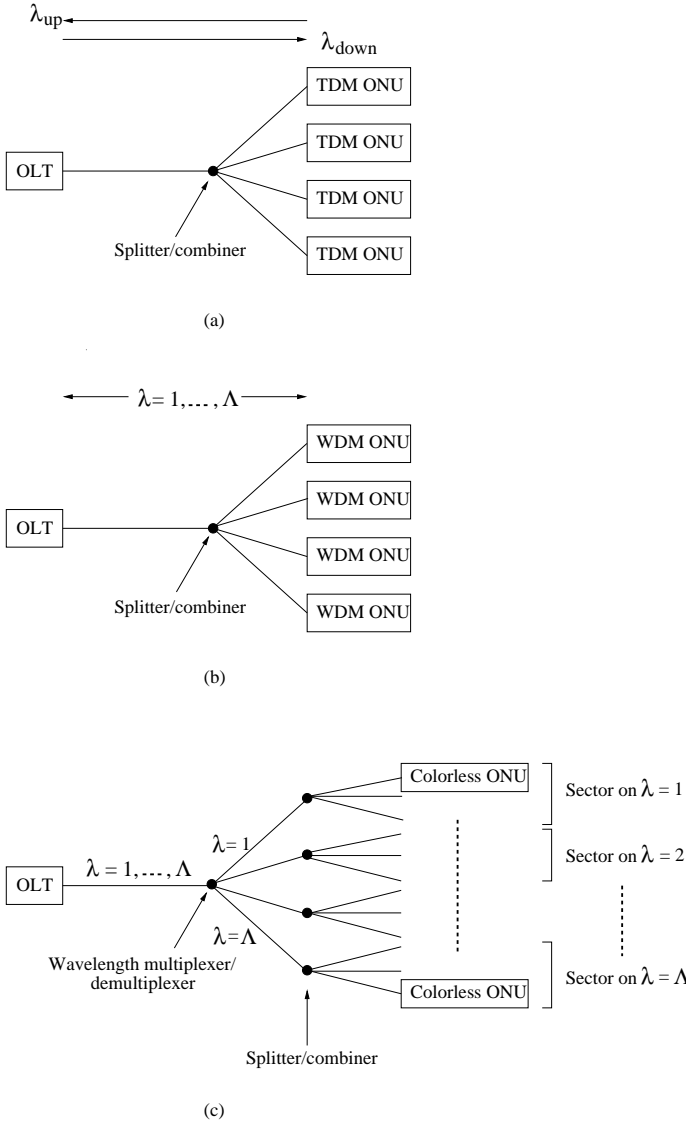 λup
λdown
TDM ONU
TDM ONU
OLT
TDM ONU
TDM ONU
Splitter/combiner
(a)
λ = 1, ..., Λ
WDM ONU
WDM ONU
OLT
WDM ONU
WDM ONU
Splitter/combiner
(b)
Colorless ONU
Sector on λ = 1
λ = 1
Sector on λ = 2
λ = 1, ..., Λ
OLT
λ = Λ
Wavelength multiplexer/
demultiplexer
Sector on λ = Λ
Colorless ONU
Splitter/combiner
(c)